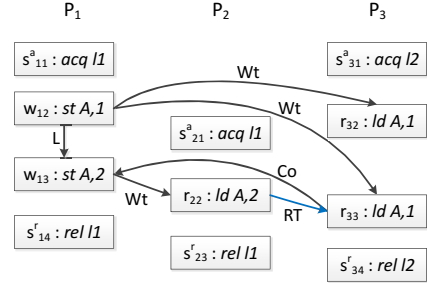 P₁ P₂ P₃
sᵃ₁₁ : acq l1
sᵃ₃₁ : acq l2
Wt
w₁₂ : st A,1
Wt
r₃₂ : ld A,1
sᵃ₂₁ : acq l1
L
Co
w₁₃ : st A,2
Wt
r₂₂ : ld A,2
RT
r₃₃ : ld A,1
sʳ₁₄ : rel l1
sʳ₂₃ : rel l1
sʳ₃₄ : rel l2